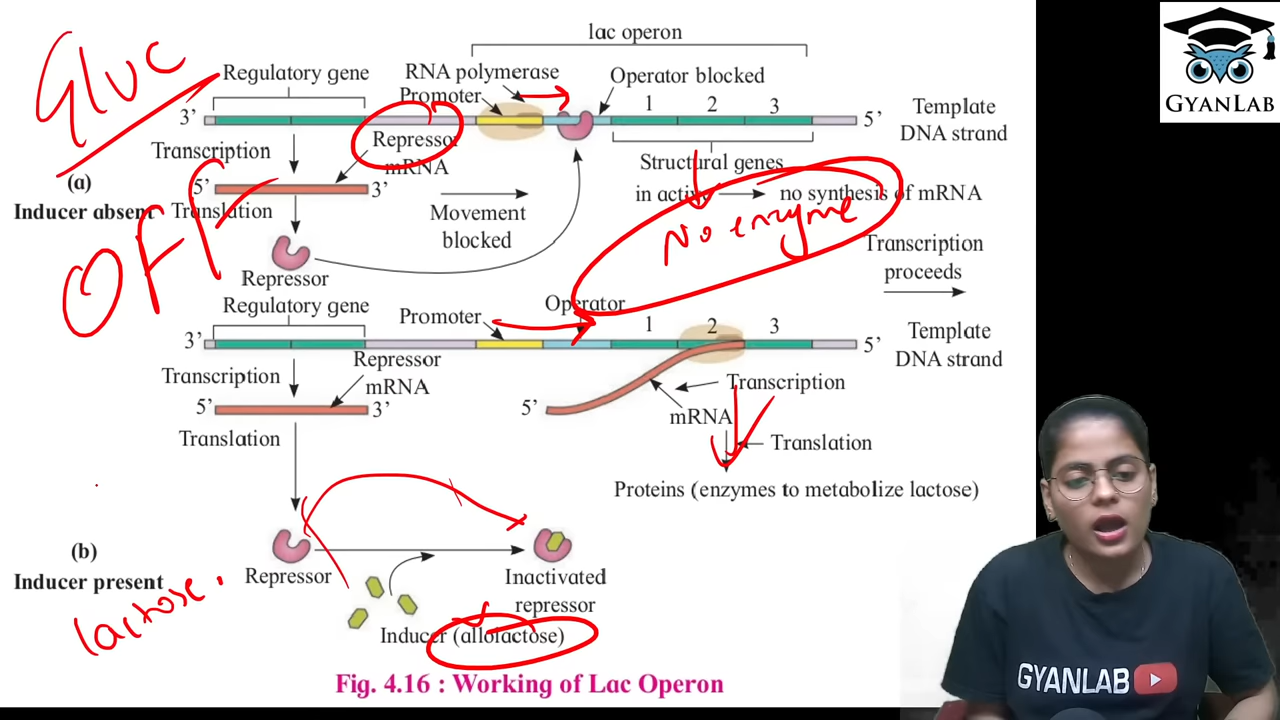 GYANLAB
Gluc
lac operon
Regulatory gene
RNA polymerase
Promoter
Operator blocked
1 2 3
3' 5'
Template
DNA strand
Transcription
Repressor
mRNA
Structural genes
in active → no synthesis of mRNA
(a)
Inducer absent
5' 3'
Translation
Movement
blocked
OFF
No enzyme
Transcription
proceeds
Repressor
Regulatory gene
Promoter
Operator
1 2 3
3' 5'
Template
DNA strand
Transcription
Repressor
mRNA
5' 3'
5'
Transcription
mRNA
Translation
Translation
Proteins (enzymes to metabolize lactose)
(b)
Inducer present
lactose
Repressor
Inactivated
repressor
Inducer (allolactose)
Fig. 4.16 : Working of Lac Operon
GYANLAB